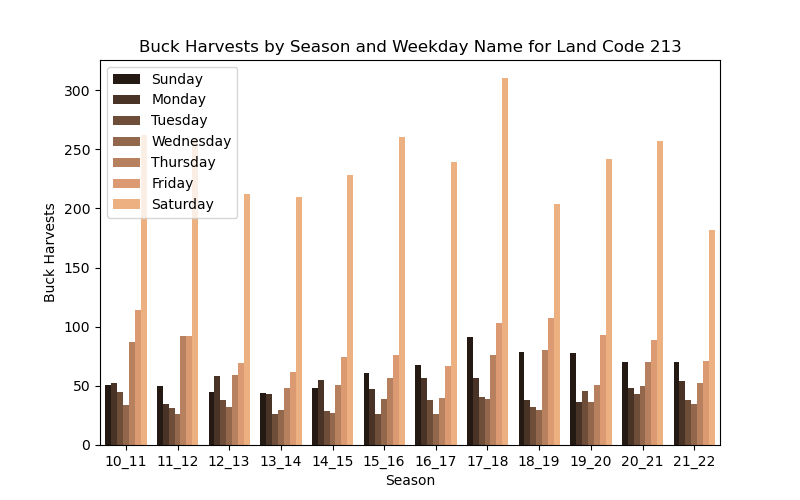 Buck Harvests by Season and Weekday Name for Land Code 213
Sunday
Monday
Tuesday
Wednesday
Thursday
Friday
Saturday
300
250
200
150
100
50
0
Buck Harvests
10_11 11_12 12_13 13_14 14_15 15_16 16_17 17_18 18_19 19_20 20_21 21_22
Season